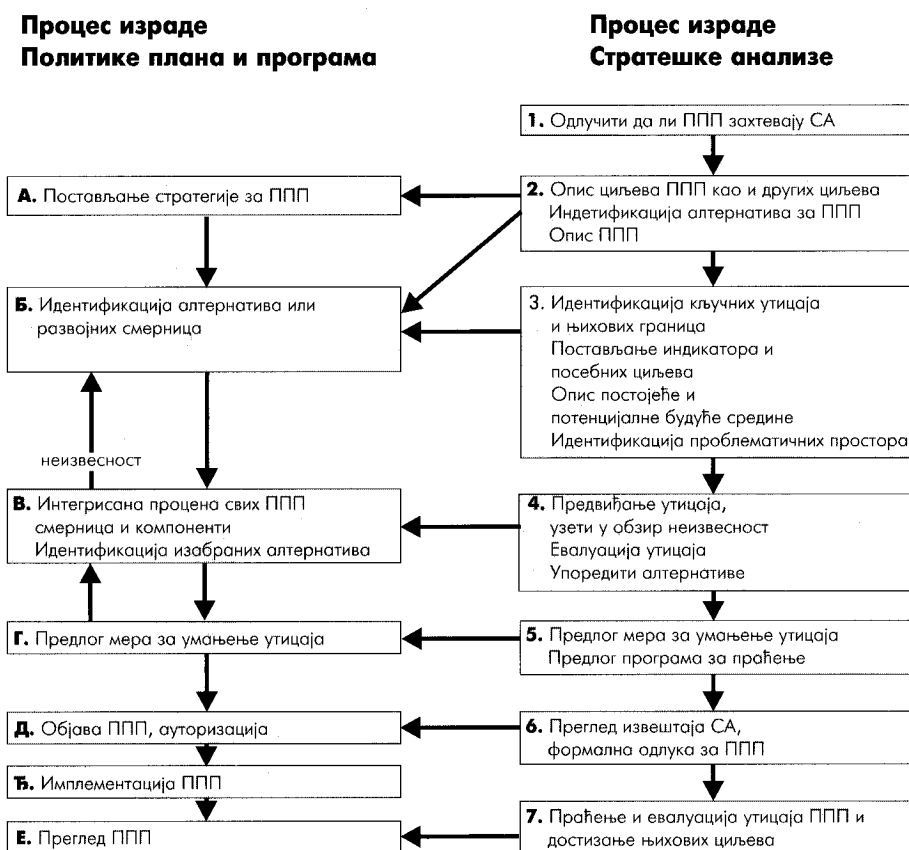 Процес израде
Политике плана и програма
А. Постављање стратегије за ППП
Б. Идентификација алтернатива или
развојних смерница
неизвесност
В. Интегрисана процена свих ППП
смерница и компоненти
Идентификација изабраних алтернатива
Г. Предлог мера за умањење утицаја
Д. Објава ППП, ауторизација
Ђ. Имплементација ППП
Е. Преглед ППП
Процес израде
Стратешке анализе
1. Одлучити да ли ППП захтевају СА
2. Опис циљева ППП као и других циљева
Индетификација алтернатива за ППП
Опис ППП
3. Идентификација кључних утицаја
и њихових граница
Постављање индикатора и
посебних циљева
Опис постојеће и
потенцијалне будуће средине
Идентификација проблематичних простора
4. Предвиђање утицаја,
узети у обзир неизвесност
Евалуација утицаја
Упоредити алтернативе
5. Предлог мера за умањење утицаја
Предлог програма за праћење
6. Преглед извештаја СА,
формална одлука за ППП
7. Праћење и евалуација утицаја ППП и
достизање њихових циљева